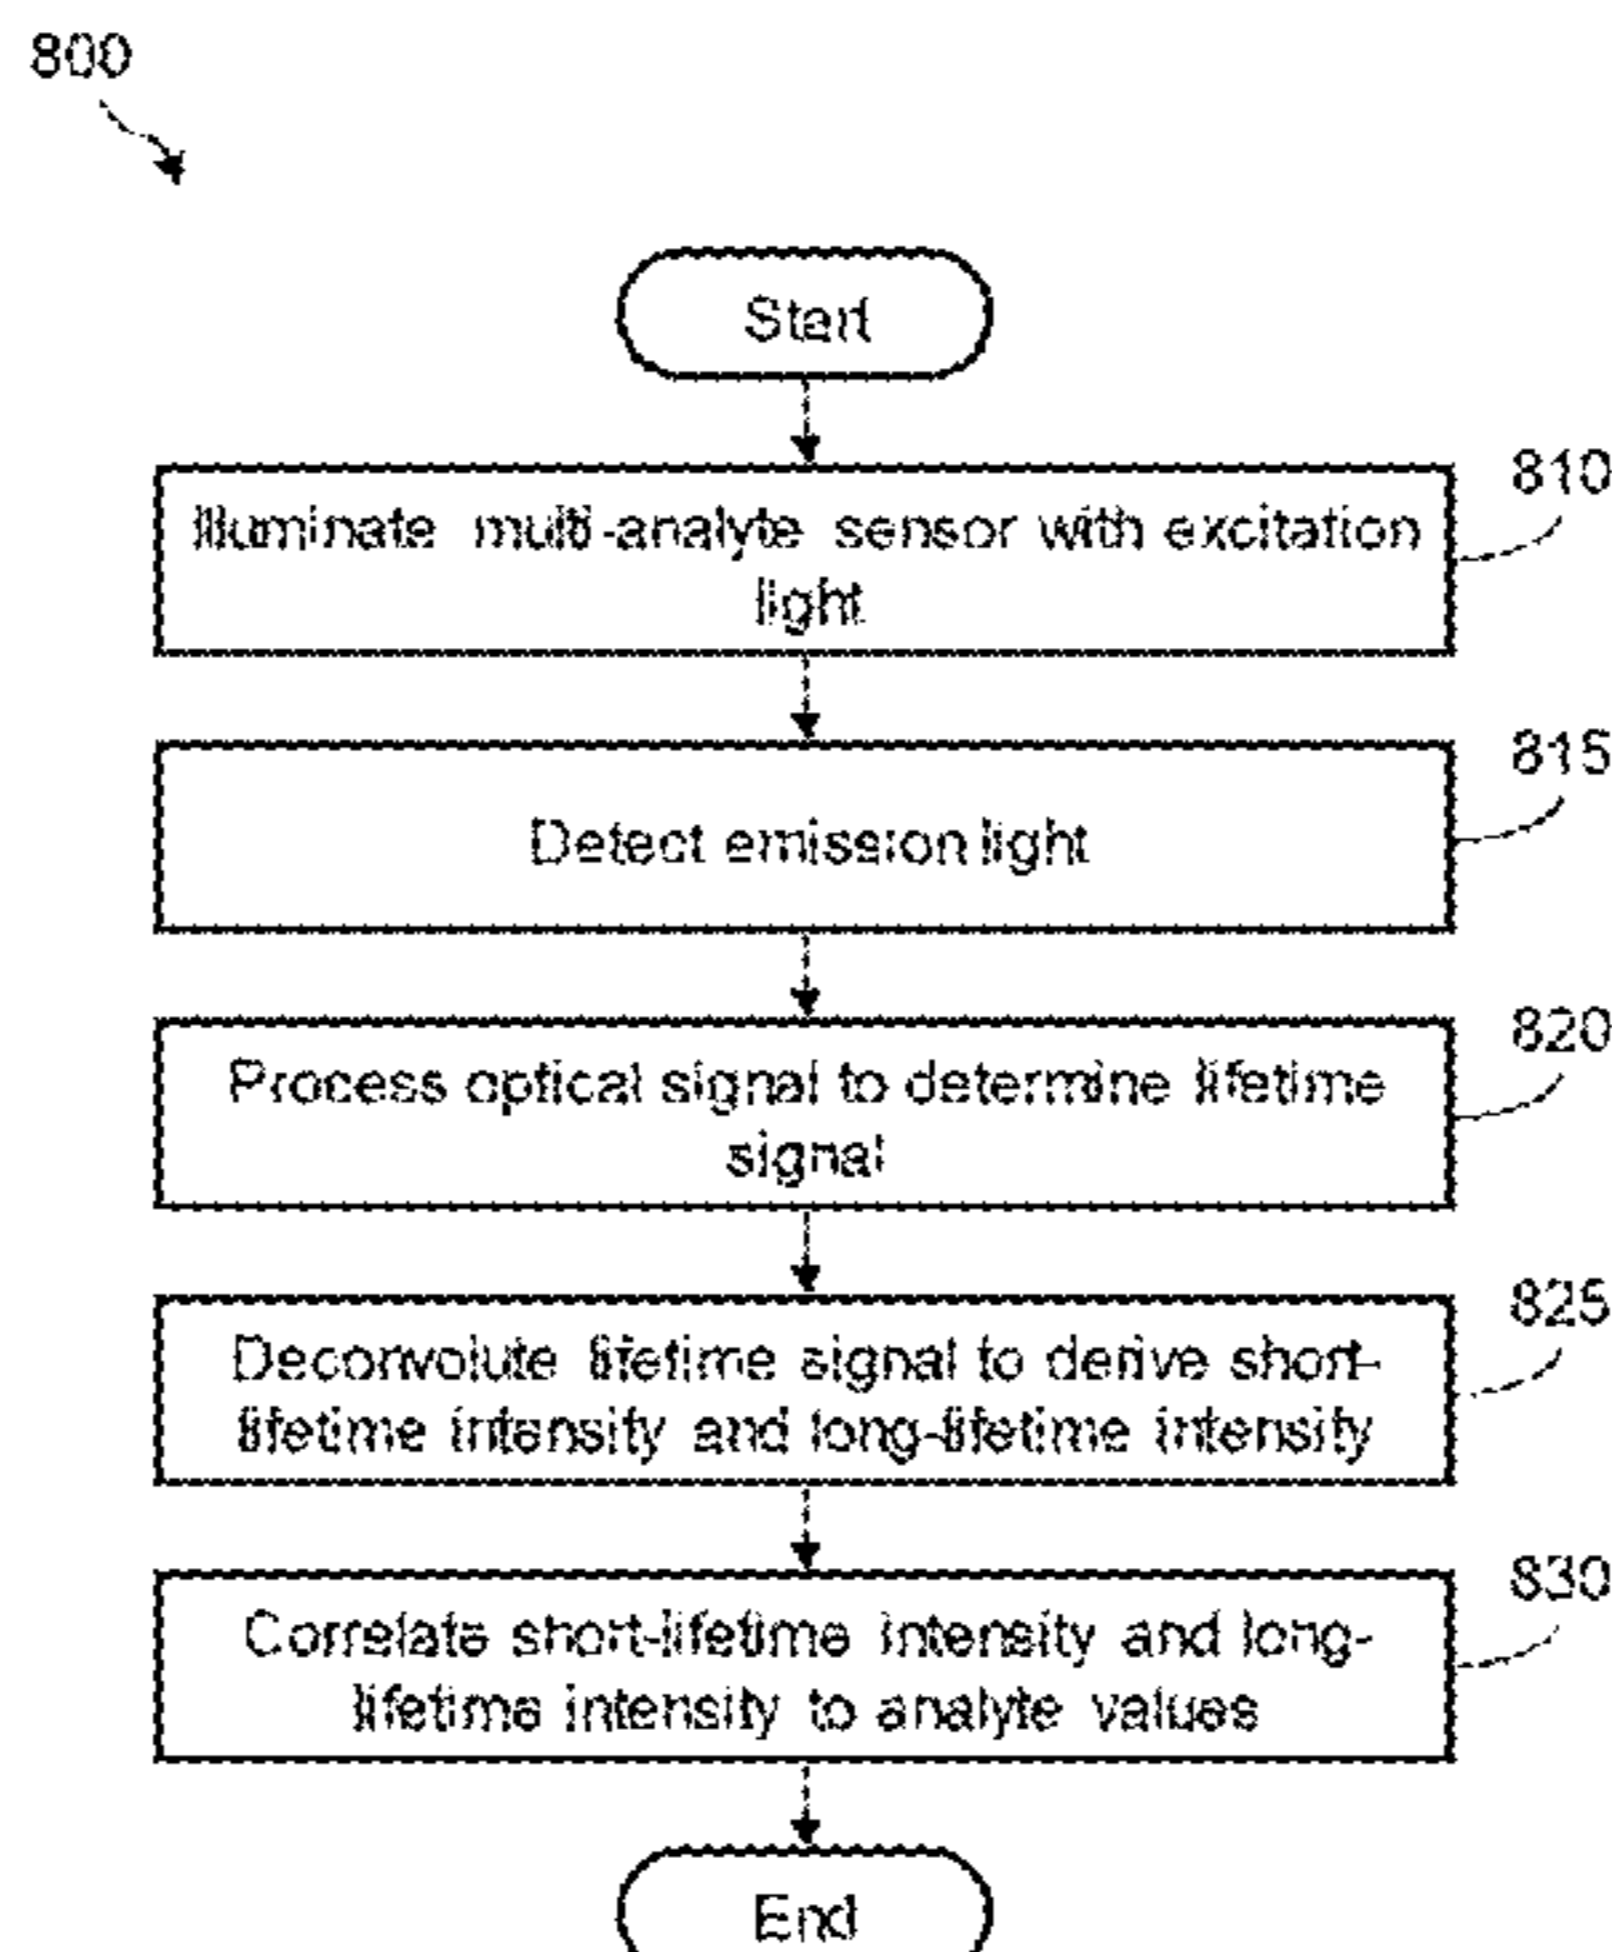 800
Start
810
Illuminate multi-analyte sensor with excitation
light
815
Detect emission light
820
Process optical signal to determine lifetime
signal
825
Deconvolute lifetime signal to derive short-
lifetime intensity and long-lifetime intensity
830
Correlate short-lifetime intensity and long-
lifetime intensity to analyte values
End